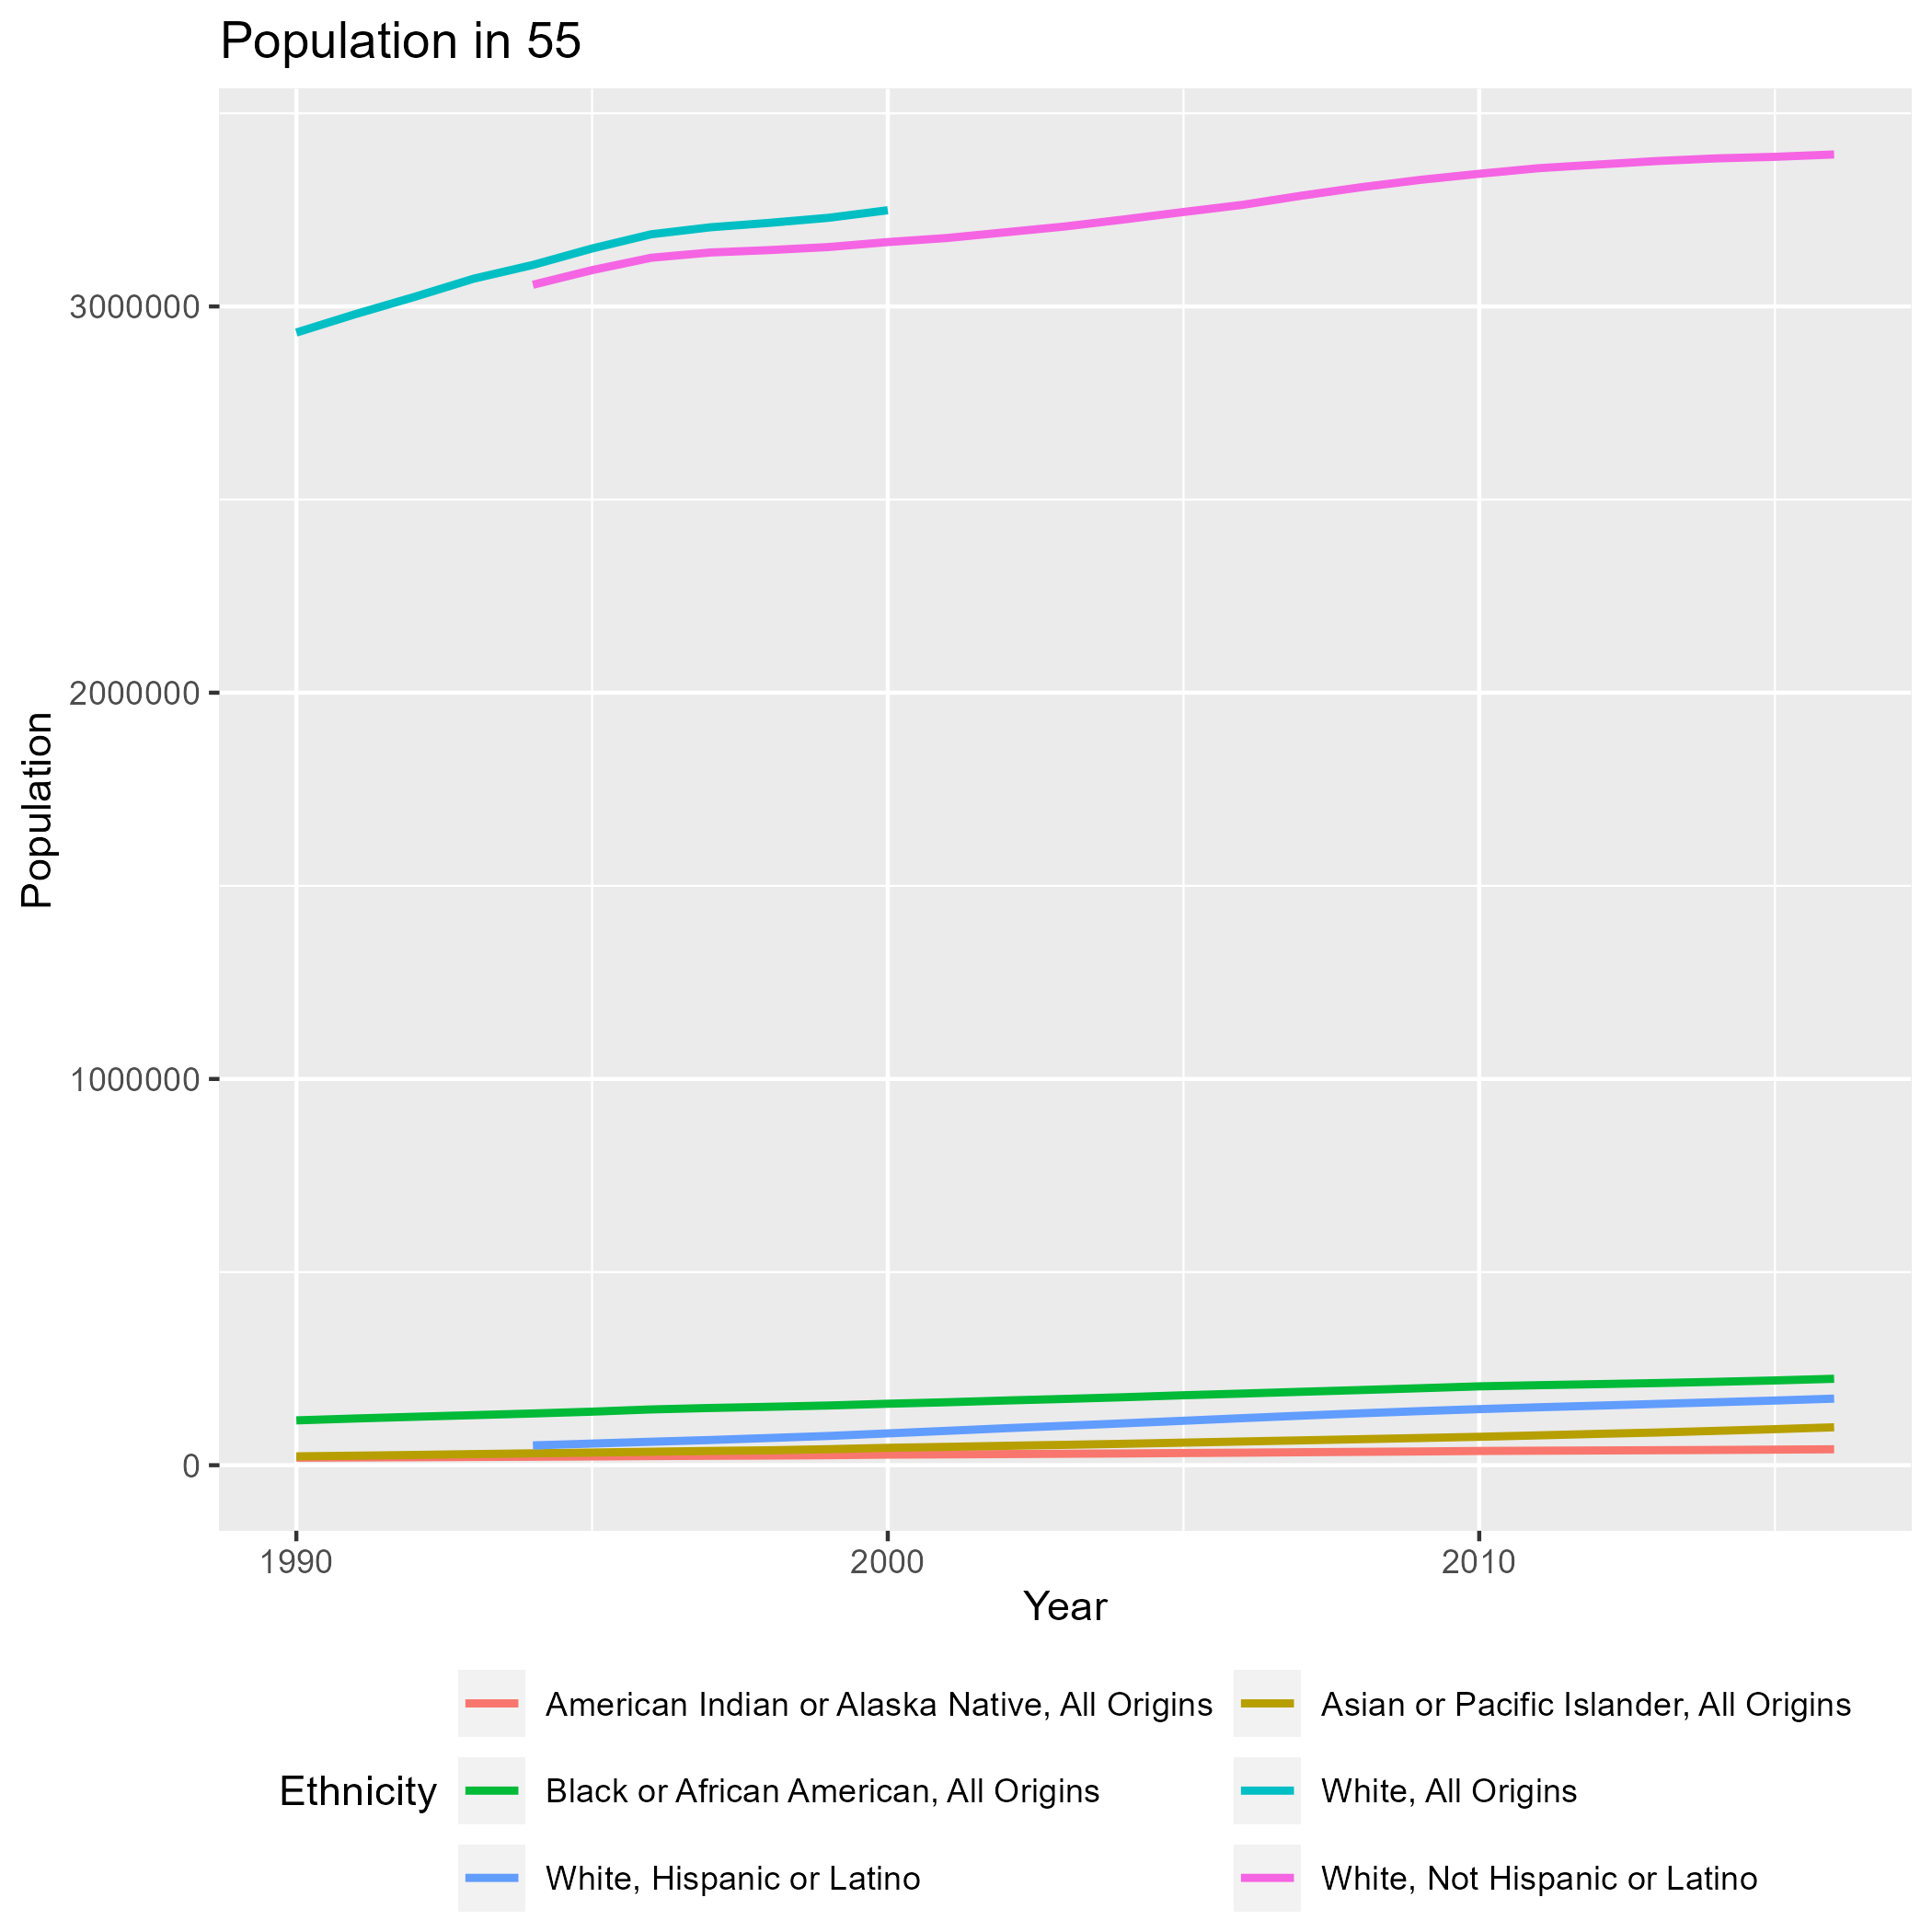 Population in 55
3000000
2000000
1000000
0
Population
1990 2000 2010
Year
Ethnicity
American Indian or Alaska Native, All Origins
Asian or Pacific Islander, All Origins
Black or African American, All Origins
White, All Origins
White, Hispanic or Latino
White, Not Hispanic or Latino